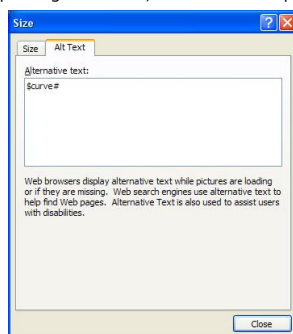 Size
Size Alt Text
Alternative text:
$curve#
Web browsers display alternative text while pictures are loading
or if they are missing. Web search engines use alternative text to
help find Web pages. Alternative Text is also used to assist users
with disabilities.
Close